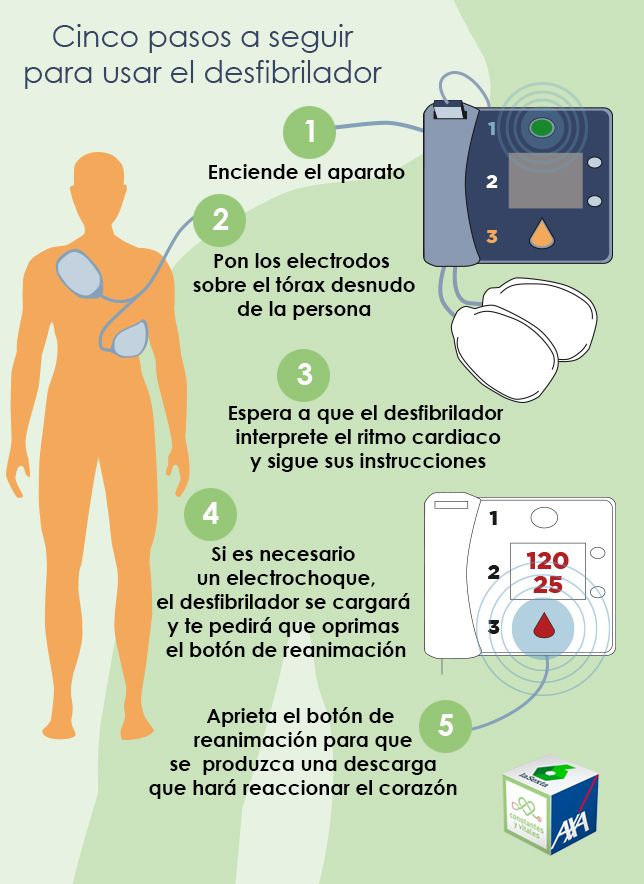 Cinco pasos a seguir
para usar el desfibrilador
1
Enciende el aparato
1
2
3
2
Pon los electrodos
sobre el tórax desnudo
de la persona
3
Espera a que el desfibrilador
interprete el ritmo cardiaco
y sigue sus instrucciones
4
Si es necesario
un electrochoque,
el desfibrilador se cargará
y te pedirá que oprimas
el botón de reanimación
1
2
120
25
3
5
Aprieta el botón de
reanimación para que
se produzca una descarga
que hará reaccionar el corazón
laSexta
constantes
y vitales
AXA